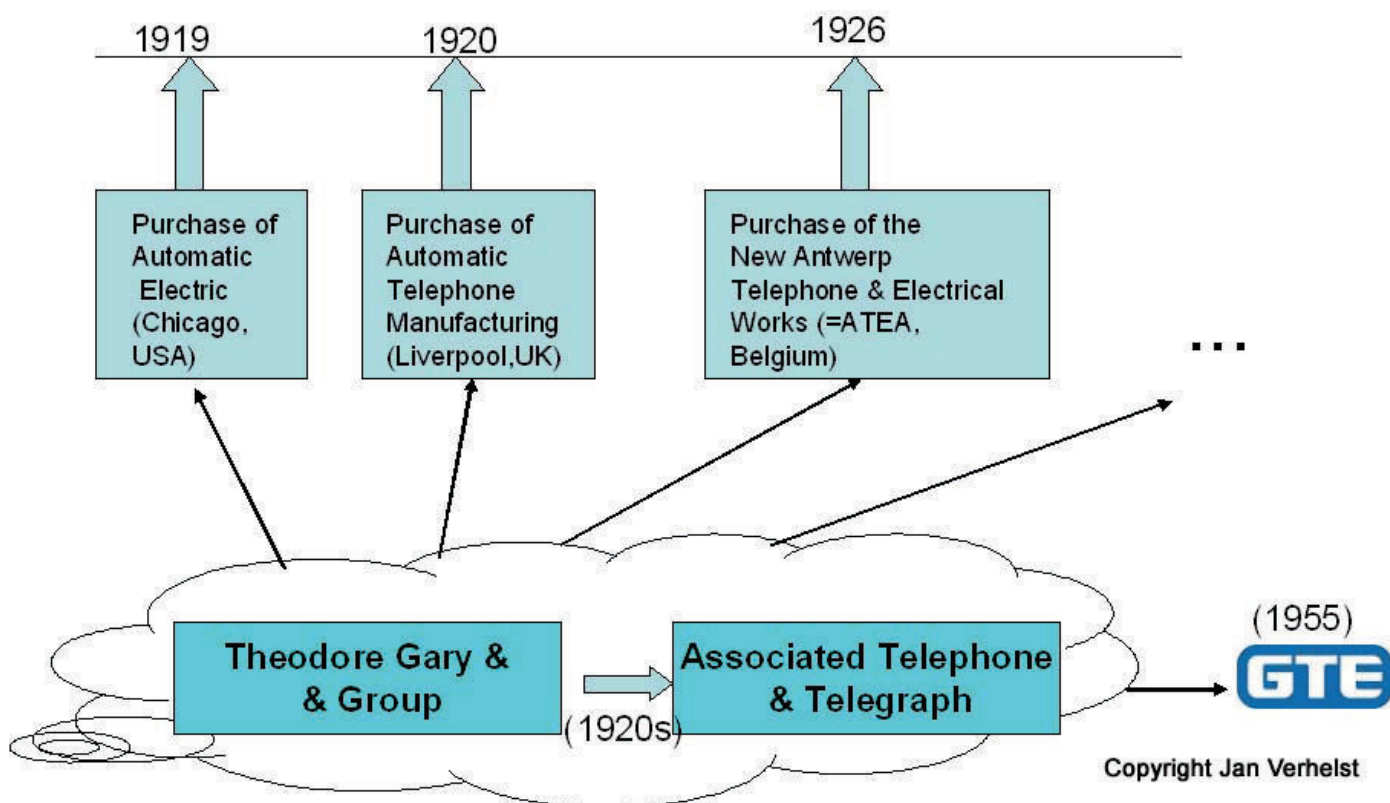 1919
1920
1926
Purchase of
Automatic
Electric
(Chicago,
USA)
Purchase of
Automatic
Telephone
Manufacturing
(Liverpool,UK)
Purchase of the
New Antwerp
Telephone & Electrical
Works (=ATEA,
Belgium)
...
Theodore Gary &
& Group
(1920s)
Associated Telephone
& Telegraph
(1955)
GTE
Copyright Jan Verhelst